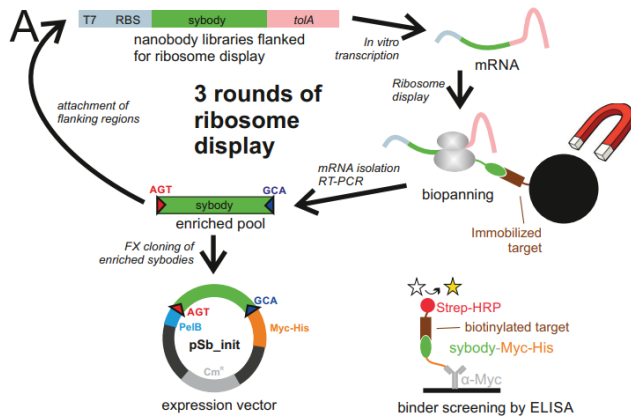 A
T7 RBS sybody tolA
nanobody libraries flanked
for ribosome display
In vitro
transcription
mRNA
attachment of
flanking regions
3 rounds of
ribosome
display
Ribosome
display
mRNA isolation
RT-PCR
biopanning
Immobilized
target
AGT
GCA
sybody
enriched pool
FX cloning of
enriched sybodies
AGT
GCA
PelB
Myc-His
pSb_init
Cmᴿ
expression vector
Strep-HRP
biotinylated target
sybody-Myc-His
α-Myc
binder screening by ELISA